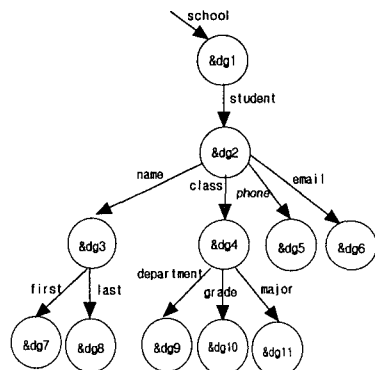 school
&dg1
student
&dg2
name
class
phone
email
&dg3
&dg4
&dg5
&dg6
first
last
department
grade
major
&dg7
&dg8
&dg9
&dg10
&dg11